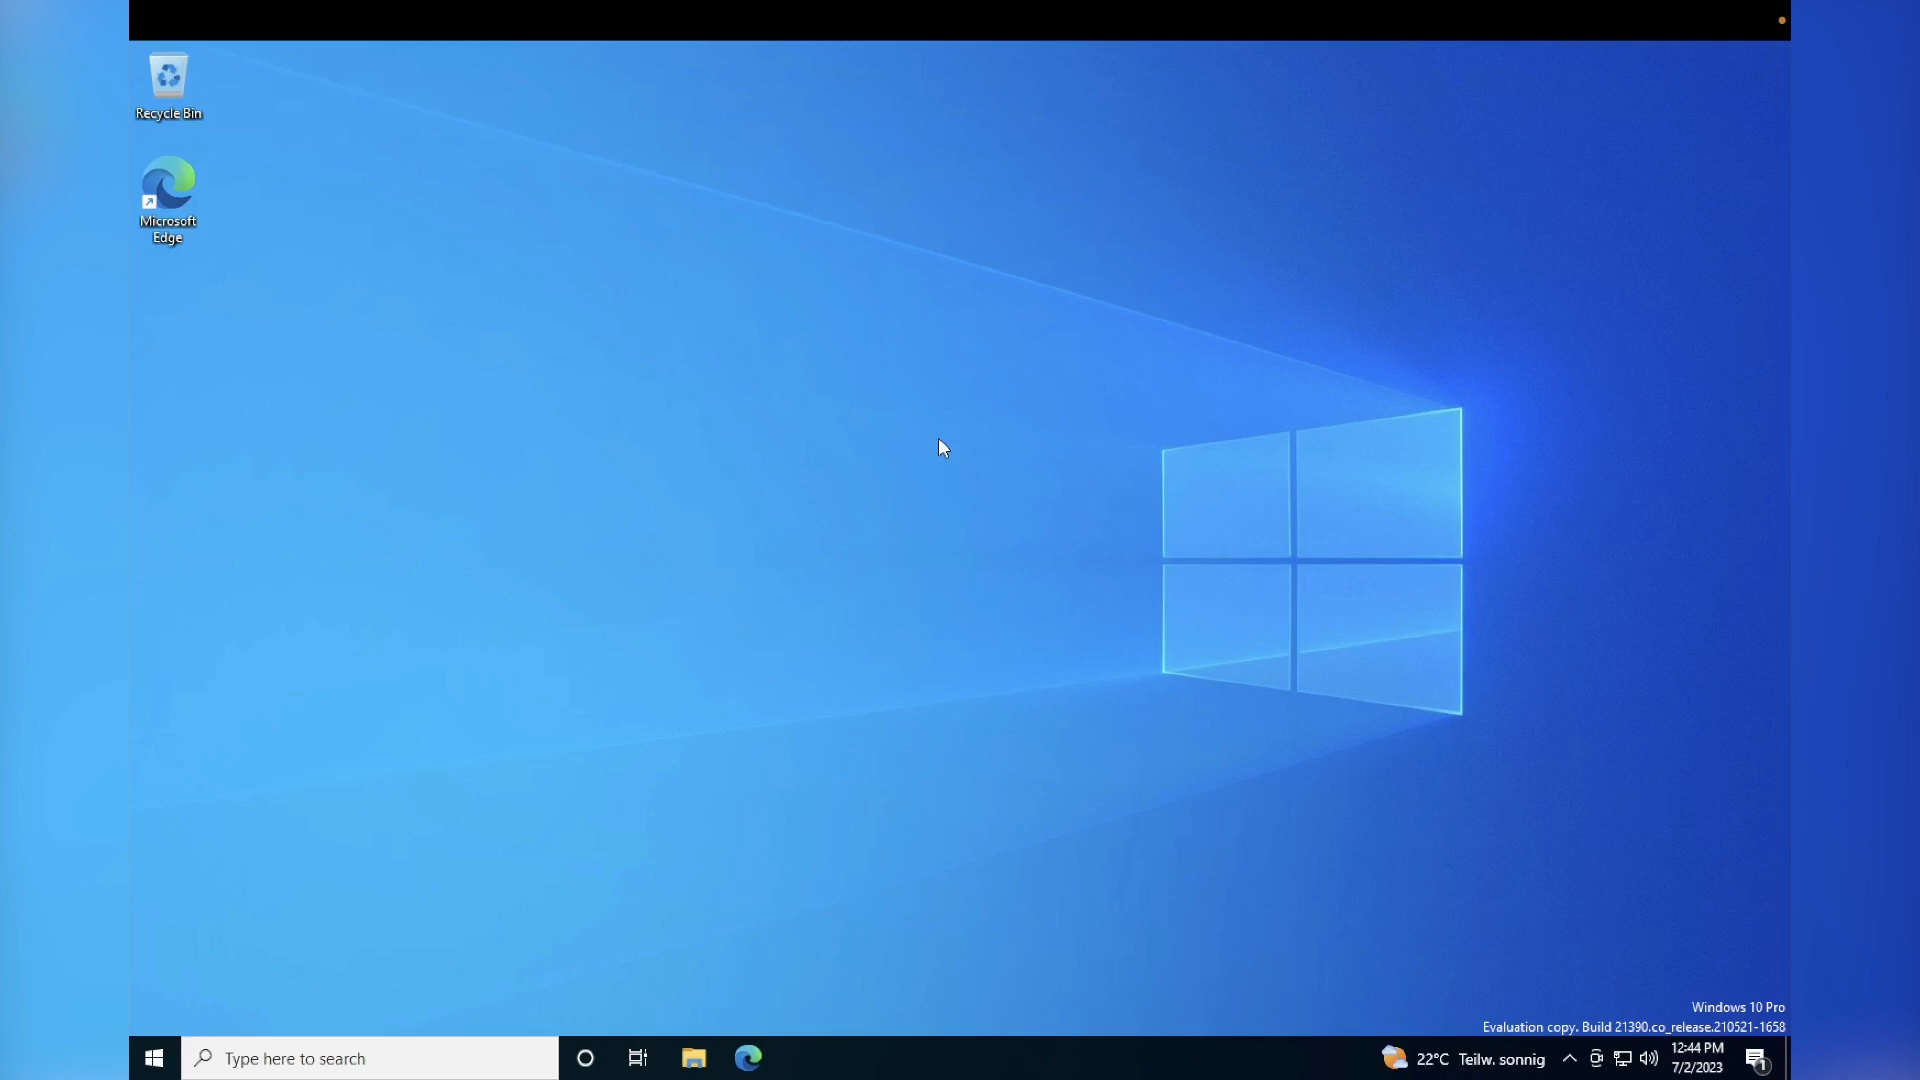 Recycle Bin
Microsoft
Edge
Windows 10 Pro
Evaluation copy. Build 21390.co_release.210521-1658
Type here to search
22°C Teilw. sonnig
12:44 PM
7/2/2023
1